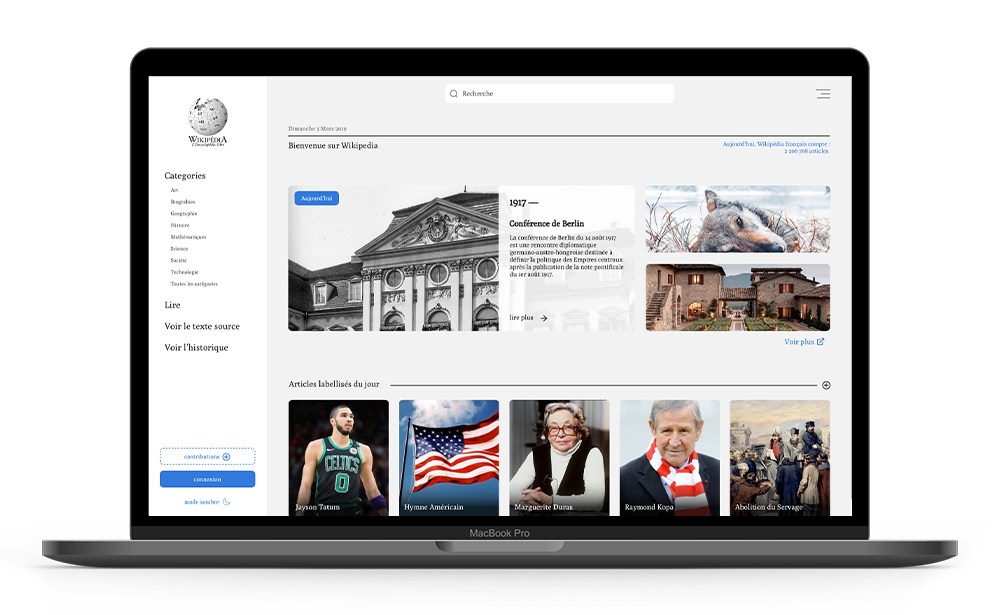 WIKIPÉDIA
L'Encyclopédie libre
Categories
Art
Biograhies
Geographie
Histoire
Mathématiques
Science
Société
Technologie
Toutes les catégories
Lire
Voir le texte source
Voir l'historique
contributions
connexion
mode sombre
Recherche
Dimanche 3 Mars 2019
Bienvenue sur Wikipedia
Aujourd'hui, Wikipédia français compte :
2 206 768 articles
Aujourd'hui
1917 —
Conférence de Berlin
La conférence de Berlin du 14 août 1917
est une rencontre diplomatique
germano-austro-hongroise destinée à
définir la politique des Empires centraux
après la publication de la note pontificale
du 1er août 1917.
lire plus
Voir plus
Articles labellisés du jour
CELTICS
0
Jayson Tatum
Hymne Américain
Marguerite Duras
Raymond Kopa
Abolition du Servage
MacBook Pro